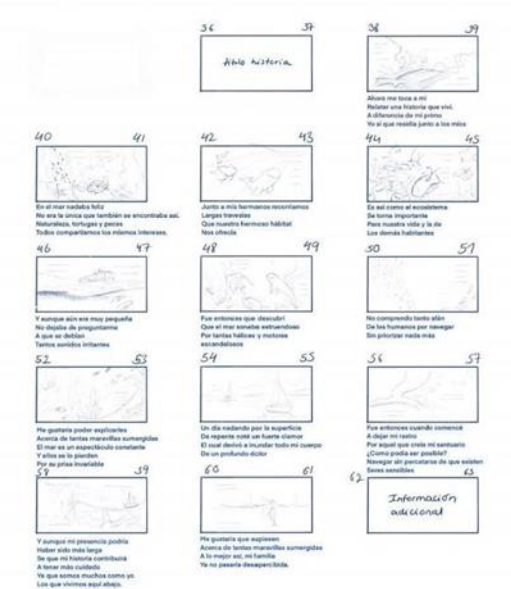 36 37
título historia
38 39
Ahora me toca a mi
Relatar una historia que viví.
A diferencia de mi primo
Yo si que residía junto a los míos
40 41
En el mar nadaba feliz
No era la única que también se encontraba así.
Naturaleza, tortugas y peces
Todos compartíamos los mismos intereses.
42 43
Junto a mis hermanos recorríamos
Largas travesías
Que nuestro hermoso hábitat
Nos ofrecía
44 45
Es así como el ecosistema
Se torna importante
Para nuestra vida y la de
Los demás habitantes
46 47
Y aunque aún era muy pequeña
No dejaba de preguntarme
A que se debían
Tantos sonidos irritantes
48 49
Fue entonces que descubrí
Que el mar sonaba estruendoso
Por tantas hélices y motores
escandalosos
50 51
No comprendo tanto afán
De los humanos por navegar
Sin priorizar nada más
52 53
Me gustaría poder explicarles
Acerca de tantas maravillas sumergidas
El mar es un espectáculo constante
Y ellos se lo pierden
Por su prisa invariable
54 55
Un día nadando por la superficie
De repente noté un fuerte clamor
El cual derivó a inundar todo mi cuerpo
De un profundo dolor
56 57
Fue entonces cuando comencé
A dejar mi rastro
Por aquel que creía mi santuario
¿Como podía ser posible?
Navegar sin percatarse de que existen
Seres sensibles
58 59
Y aunque mi presencia podría
Haber sido más larga
Se que mi historia contribuirá
A tener más cuidado
Ya que somos muchos como yo
Los que vivimos aquí abajo.
60 61
Me gustaría que supiesen
Acerca de tantas maravillas sumergidas
A lo mejor así, mi familia
Ya no pasaría desapercibida.
62 63
Información
adicional